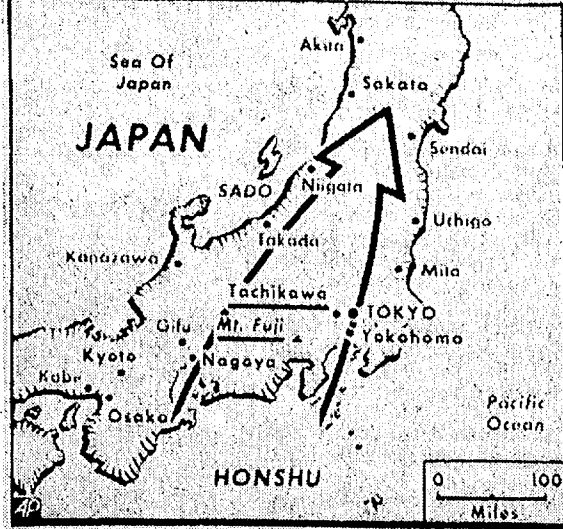 Akita
Sea Of
Japan
Sakata
JAPAN
Sendai
SADO
Niigata
Uchigo
Takada
Kanazawa
Mito
Tachikawa
TOKYO
Gifu
Mt. Fuji
Yokohama
Kyoto
Nagaya
Kobe
Osaka
Pacific
Ocean
HONSHU
0 100
Miles
AP